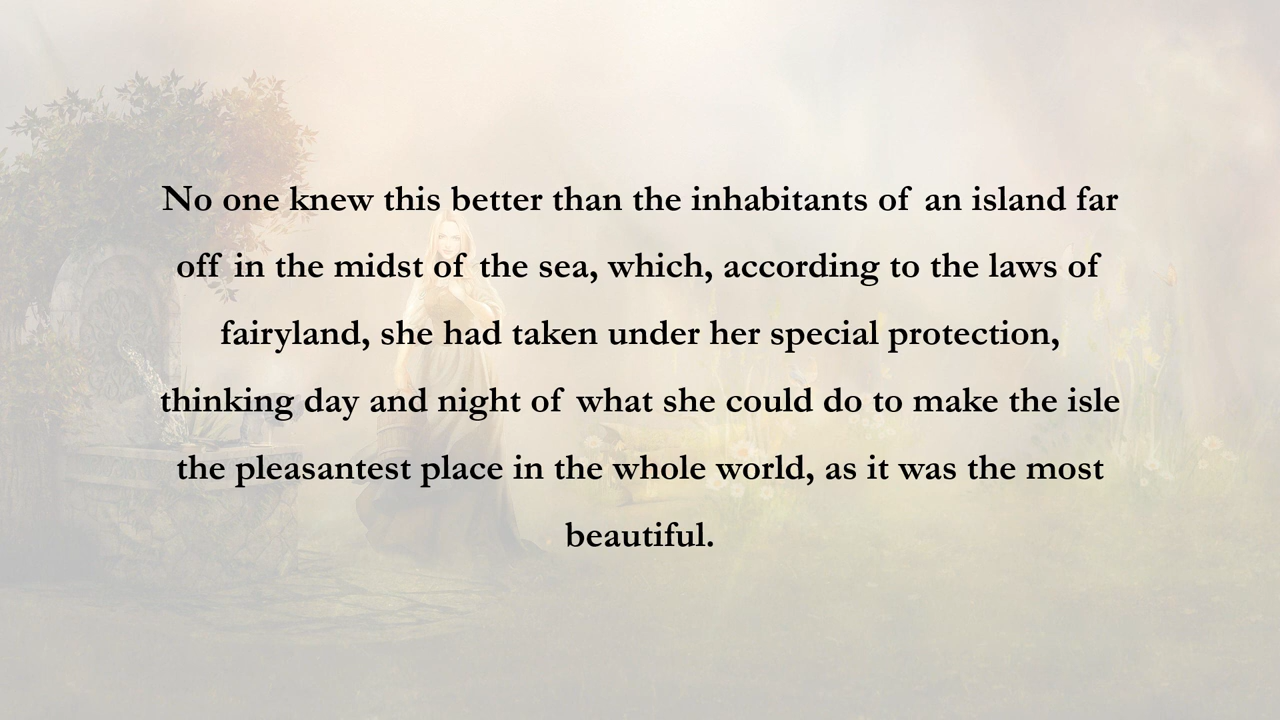 No one knew this better than the inhabitants of an island far
off in the midst of the sea, which, according to the laws of
fairyland, she had taken under her special protection,
thinking day and night of what she could do to make the isle
the pleasantest place in the whole world, as it was the most
beautiful.